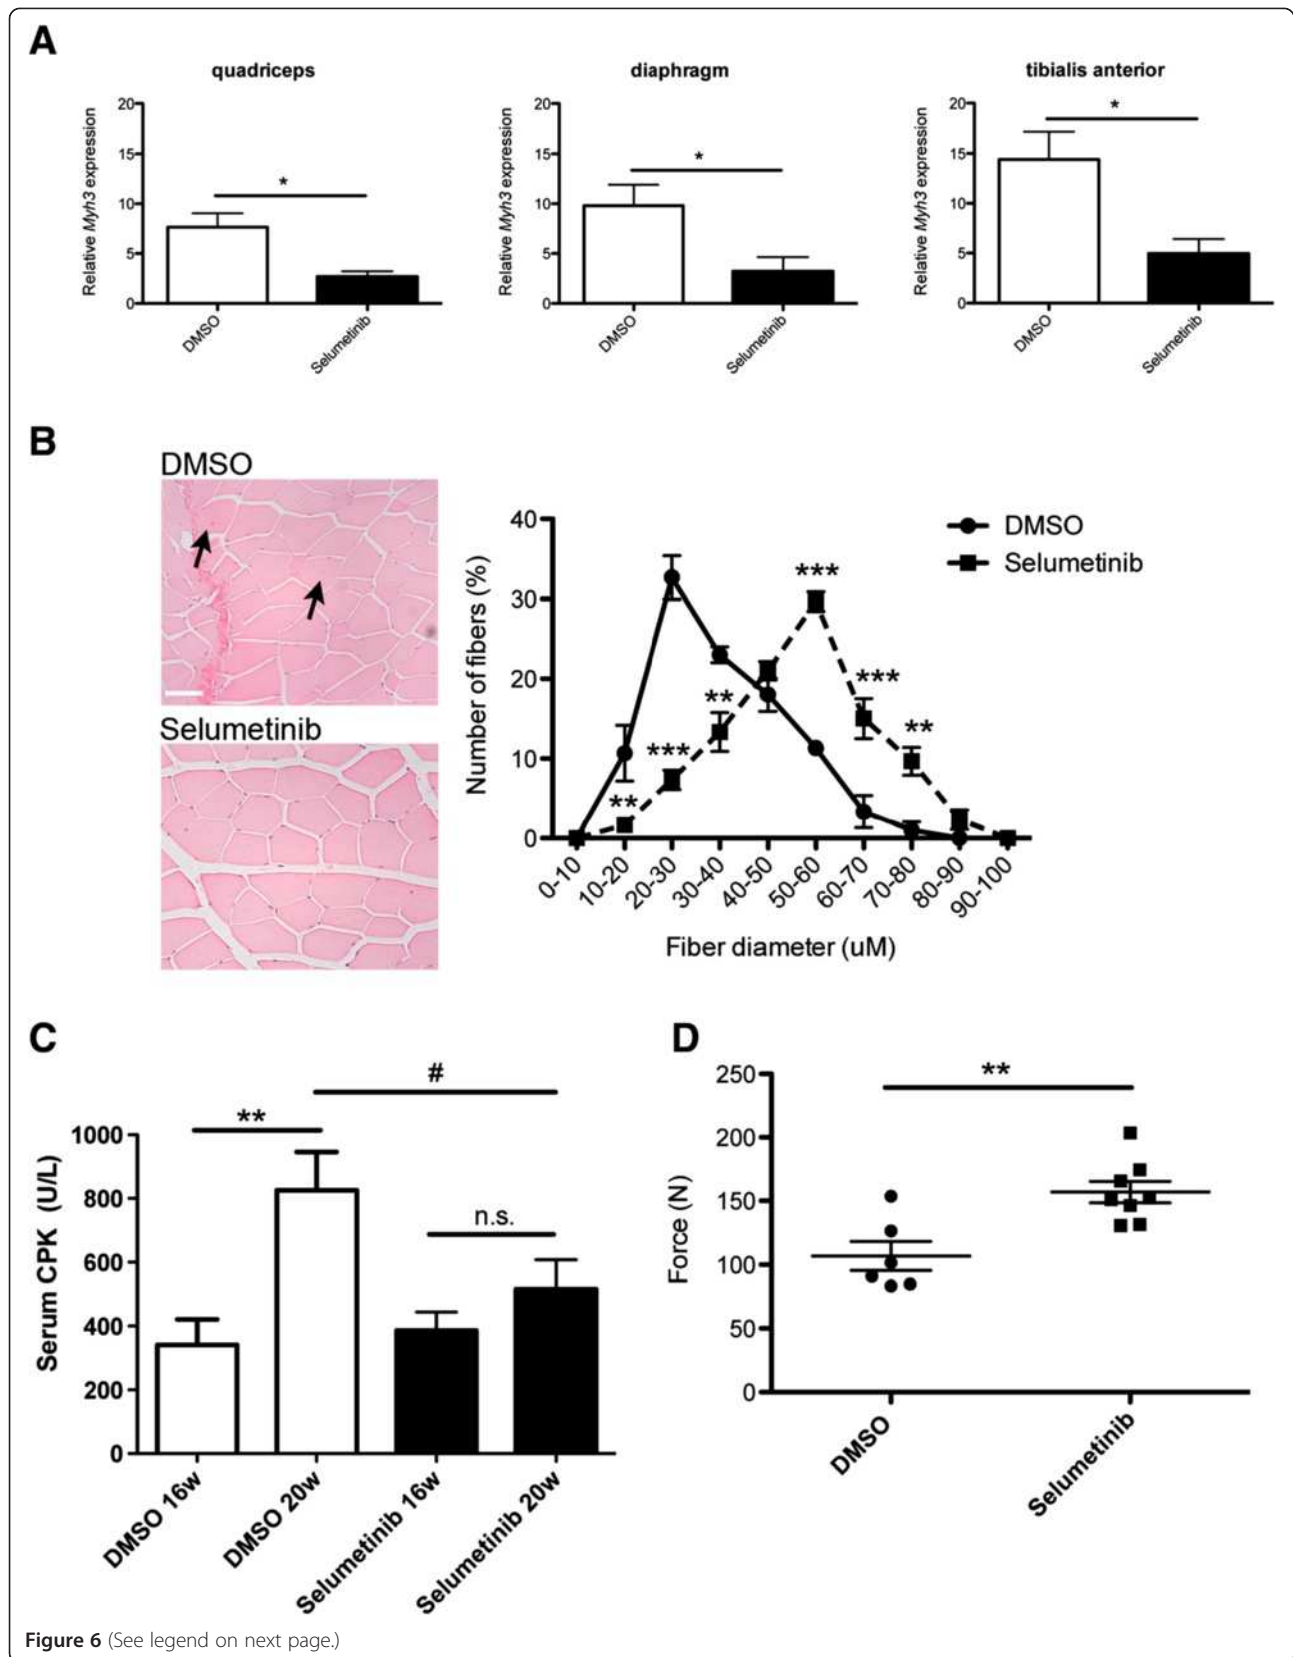 A
quadriceps
Relative Myh3 expression
20
15
10
5
0
*
DMSO
Selumetinib
diaphragm
Relative Myh3 expression
20
15
10
5
0
*
DMSO
Selumetinib
tibialis anterior
Relative Myh3 expression
20
15
10
5
0
*
DMSO
Selumetinib
B
DMSO
Selumetinib
Number of fibers (%)
40
30
20
10
0
DMSO
Selumetinib
**
***
**
***
***
**
0-10
10-20
20-30
30-40
40-50
50-60
60-70
70-80
80-90
90-100
Fiber diameter (uM)
C
Serum CPK (U/L)
1000
800
600
400
200
0
**
#
n.s.
DMSO 16w
DMSO 20w
Selumetinib 16w
Selumetinib 20w
D
Force (N)
250
200
150
100
50
0
**
DMSO
Selumetinib
Figure 6 (See legend on next page.)